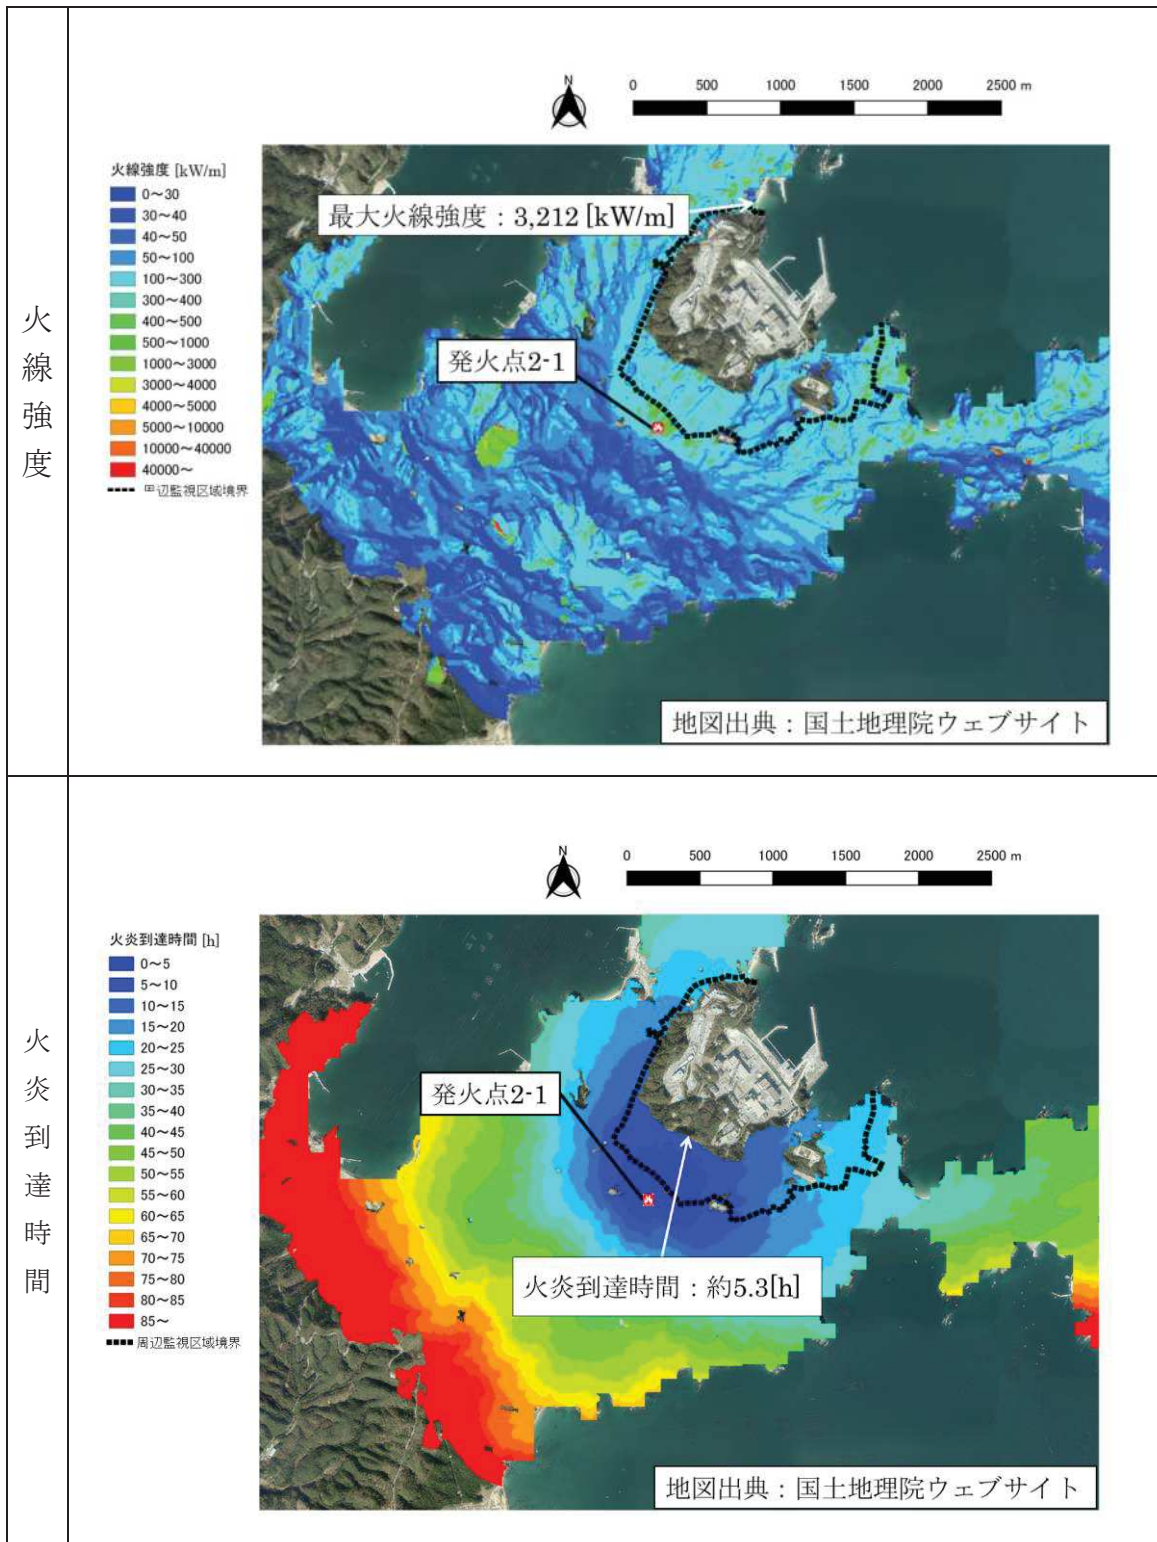 火線強度
N
0 500 1000 1500 2000 2500 m
火線強度 [kW/m]
0～30
30～40
40～50
50～100
100～300
300～400
400～500
500～1000
1000～3000
3000～4000
4000～5000
5000～10000
10000～40000
40000～
周辺監視区域境界
最大火線強度：3,212 [kW/m]
発火点2-1
地図出典：国土地理院ウェブサイト
火炎到達時間
N
0 500 1000 1500 2000 2500 m
火炎到達時間 [h]
0～5
5～10
10～15
15～20
20～25
25～30
30～35
35～40
40～45
45～50
50～55
55～60
60～65
65～70
70～75
75～80
80～85
85～
周辺監視区域境界
発火点2-1
火炎到達時間：約5.3[h]
地図出典：国土地理院ウェブサイト